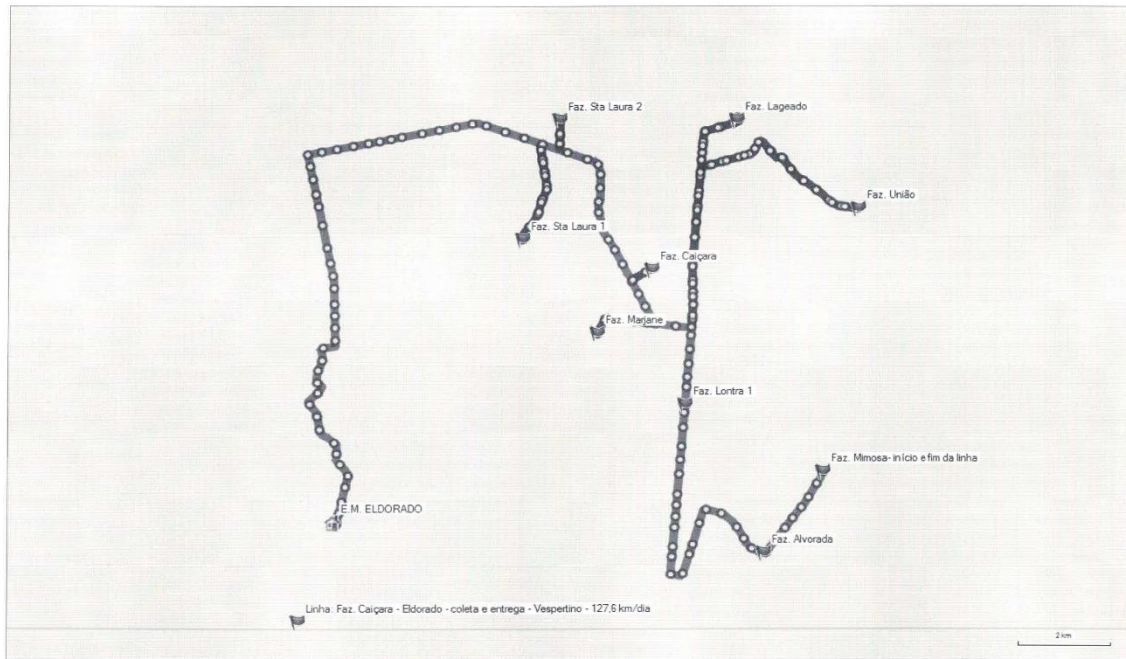 Faz. Sta Laura 2
Faz. Lageado
Faz. União
Faz. Sta Laura 1
Faz. Caiçara
Faz. Marjane
Faz. Lontra 1
Faz. Mimosa- início e fim da linha
E.M. ELDORADO
Faz. Alvorada
Linha: Faz. Caiçara - Eldorado - coleta e entrega - Vespertino - 127,6 km/dia
2 km